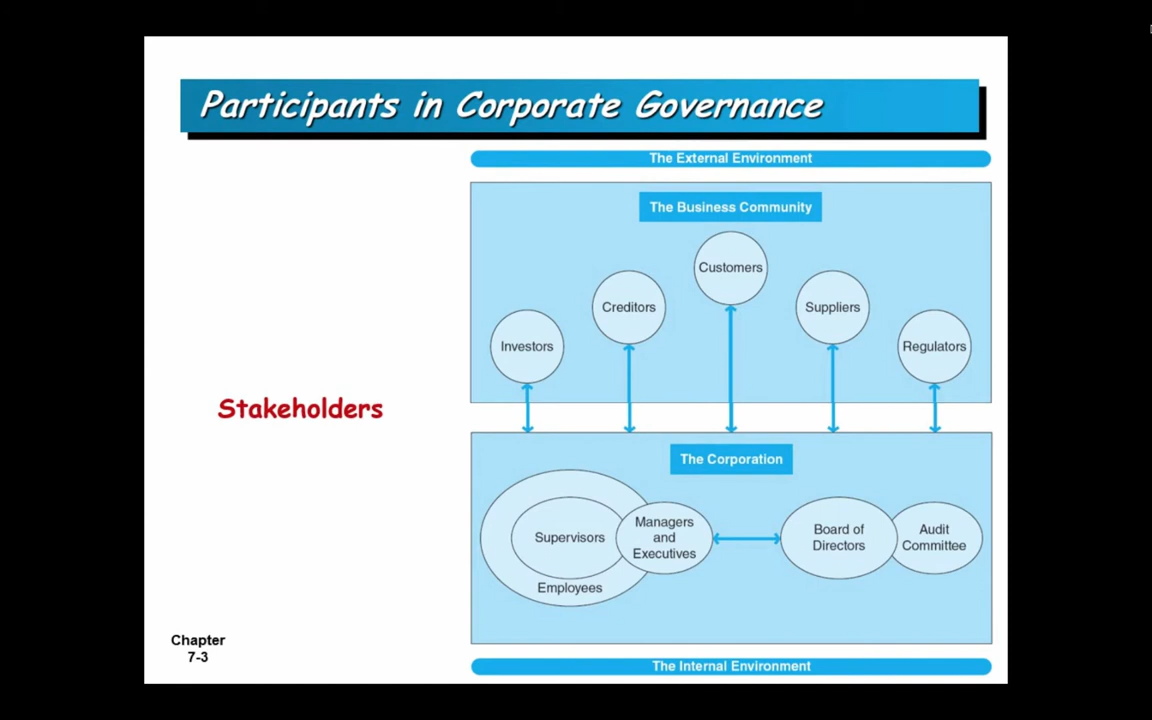 Participants in Corporate Governance
The External Environment
The Business Community
Customers
Creditors
Suppliers
Investors
Regulators
Stakeholders
The Corporation
Supervisors
Employees
Managers
and
Executives
Board of
Directors
Audit
Committee
Chapter
7-3
The Internal Environment